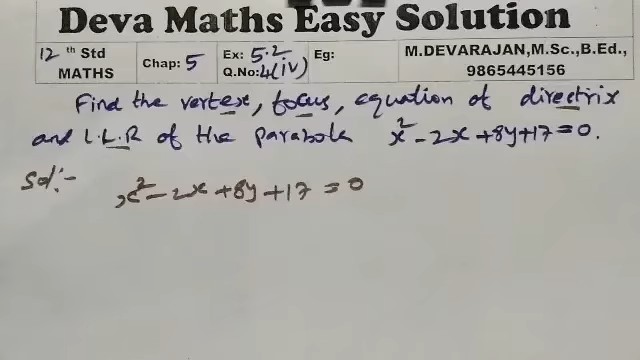 Deva Maths Easy Solution
12 th Std MATHS Chap: 5 Ex: 5.2 Q.No: 4(iv) Eg: M.DEVARAJAN,M.Sc.,B.Ed., 9865445156
Find the vertex, focus, equation of directrix
and L.L.R of the parabola x² - 2x + 8y + 17 = 0.
Sol:-
x² - 2x + 8y + 17 = 0